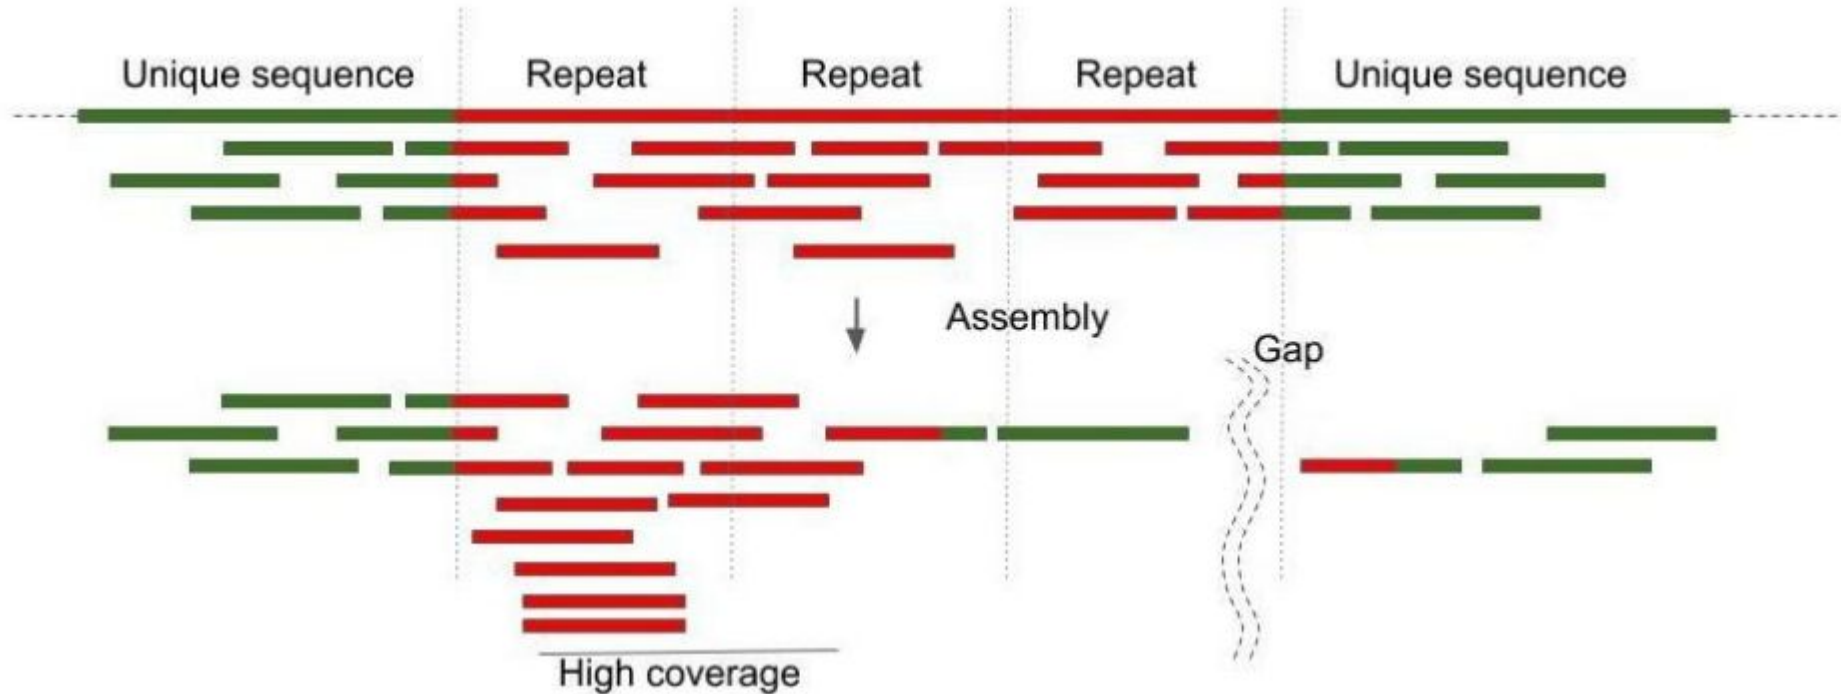 Unique sequence Repeat Repeat Repeat Unique sequence
Assembly
Gap
High coverage